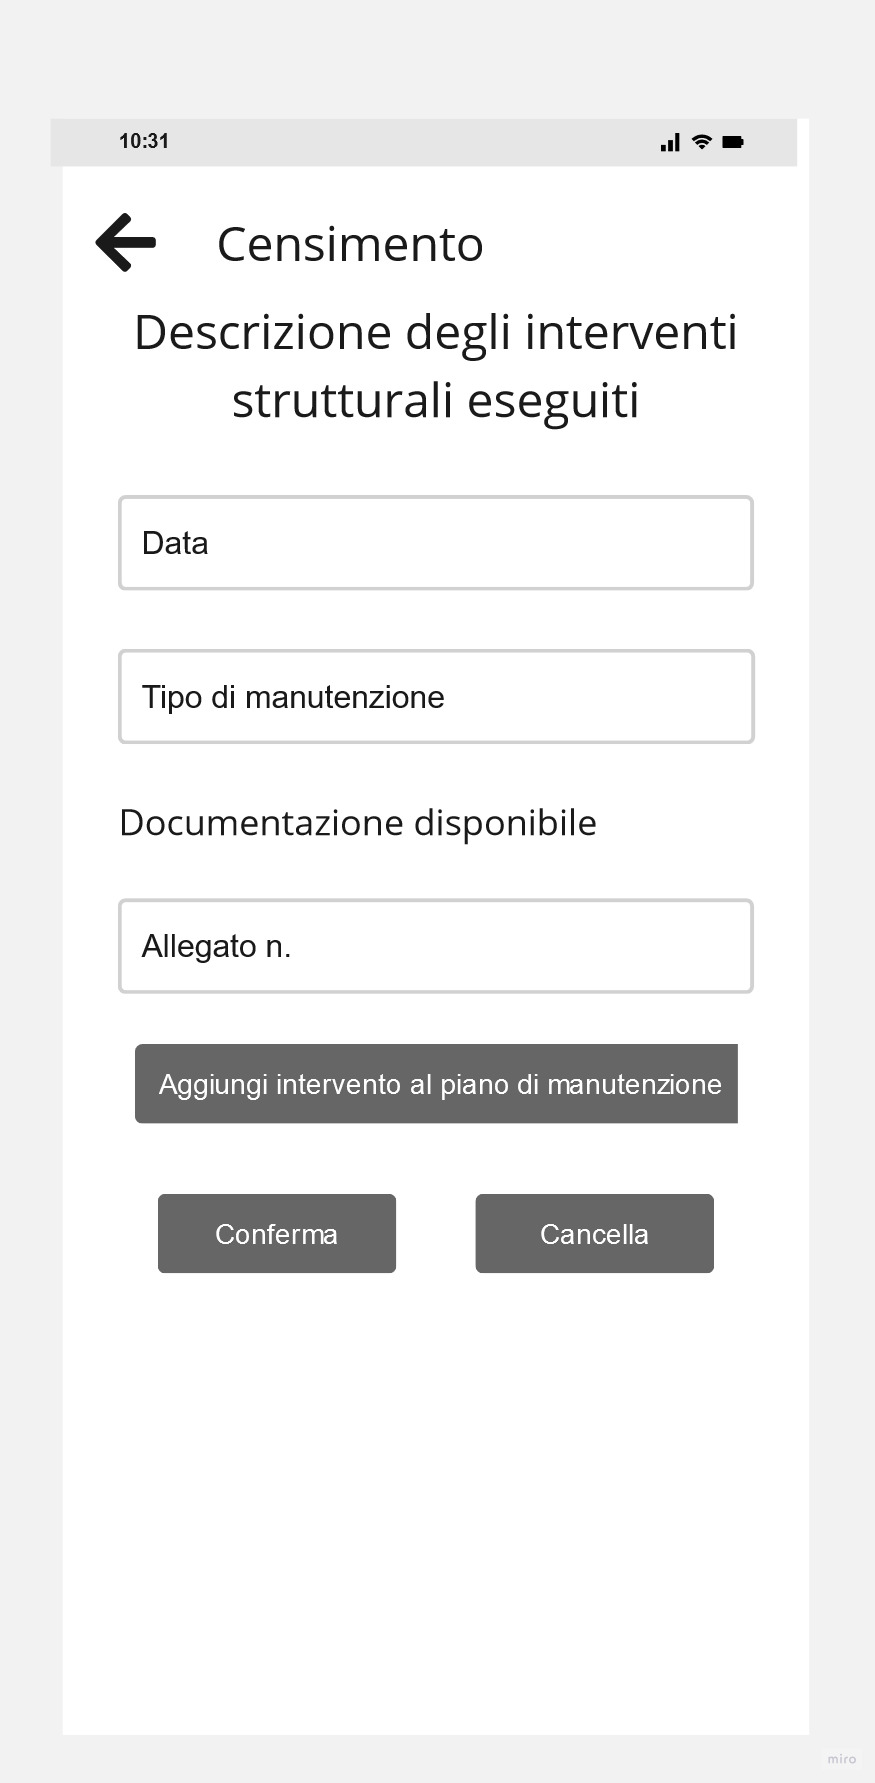 10:31
Censimento
Descrizione degli interventi
strutturali eseguiti
Data
Tipo di manutenzione
Documentazione disponibile
Allegato n.
Aggiungi intervento al piano di manutenzione
Conferma
Cancella
miro